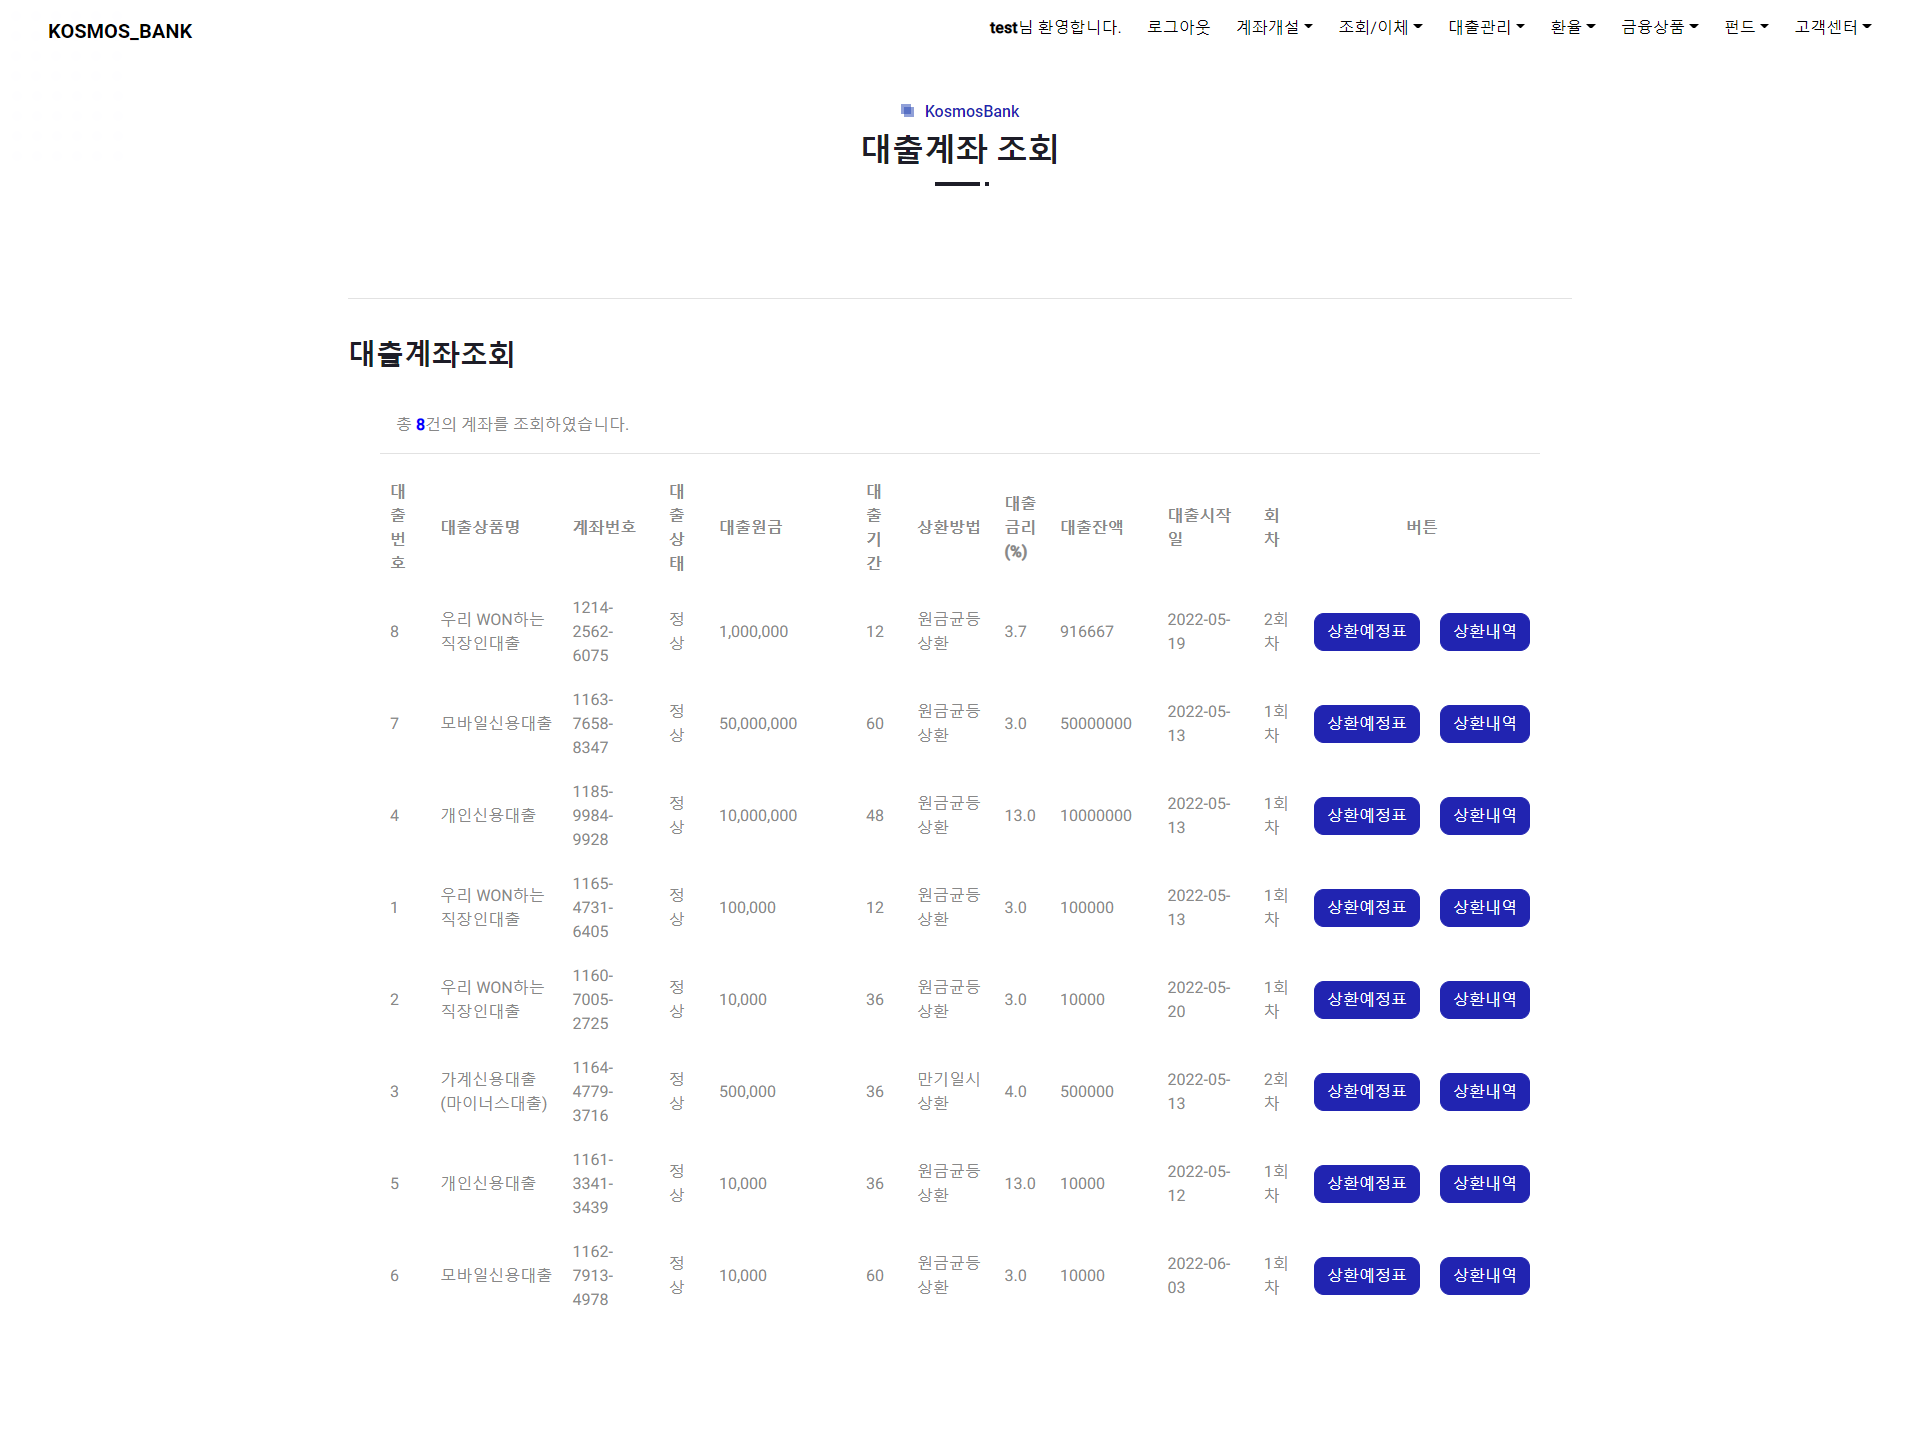 KOSMOS_BANK
test님 환영합니다. 로그아웃 계좌개설 조회/이체 대출관리 환율 금융상품 펀드 고객센터
KosmosBank
대출계좌 조회
대출계좌조회
총 8건의 계좌를 조회하였습니다.
대출번호 대출상품명 계좌번호 대출상태 대출원금 대출기간 상환방법 대출금리(%) 대출잔액 대출시작일 회차 버튼
8 우리 WON하는 직장인대출 1214-2562-6075 정상 1,000,000 12 원금균등상환 3.7 916667 2022-05-19 2회차 상환예정표 상환내역
7 모바일신용대출 1163-7658-8347 정상 50,000,000 60 원금균등상환 3.0 50000000 2022-05-13 1회차 상환예정표 상환내역
4 개인신용대출 1185-9984-9928 정상 10,000,000 48 원금균등상환 13.0 10000000 2022-05-13 1회차 상환예정표 상환내역
1 우리 WON하는 직장인대출 1165-4731-6405 정상 100,000 12 원금균등상환 3.0 100000 2022-05-13 1회차 상환예정표 상환내역
2 우리 WON하는 직장인대출 1160-7005-2725 정상 10,000 36 원금균등상환 3.0 10000 2022-05-20 1회차 상환예정표 상환내역
3 가계신용대출(마이너스대출) 1164-4779-3716 정상 500,000 36 만기일시상환 4.0 500000 2022-05-13 2회차 상환예정표 상환내역
5 개인신용대출 1161-3341-3439 정상 10,000 36 원금균등상환 13.0 10000 2022-05-12 1회차 상환예정표 상환내역
6 모바일신용대출 1162-7913-4978 정상 10,000 60 원금균등상환 3.0 10000 2022-06-03 1회차 상환예정표 상환내역